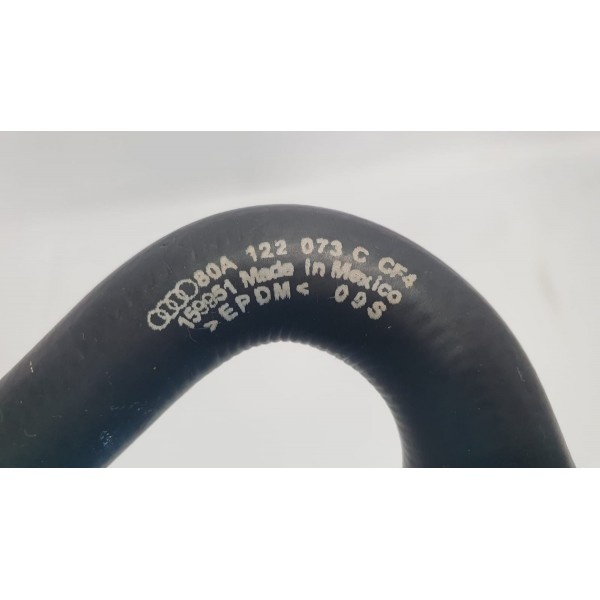 80A 122 073 C CF4
159851 Made in Mexico
>EPDM< 09S